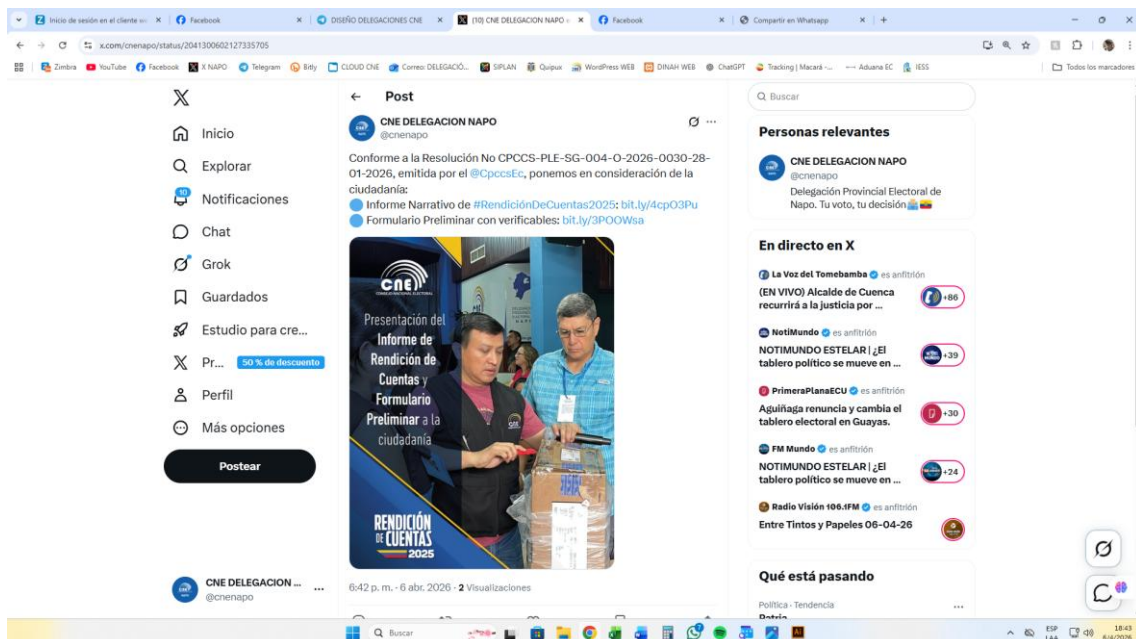 Inicio de sesión en el cliente
Facebook
DISEÑO DELEGACIONES CNE
(10) CNE DELEGACION NAPO
Facebook
Compartir en Whatsapp
x.com/cnenapo/status/2041300602127335705
Zimbra
YouTube
Facebook
X NAPO
Telegram
Bitly
CLOUD CNE
Correo: DELEGACIÓ...
SIPLAN
Quipux
WordPress WEB
DINAH WEB
ChatGPT
Tracking | Macará -...
Aduana EC
IESS
Todos los marcadores
Inicio
Explorar
10
Notificaciones
Chat
Grok
Guardados
Estudio para cre...
Pr... 50 % de descuento
Perfil
Más opciones
Postear
CNE DELEGACION ...
@cnenapo
Post
CNE DELEGACION NAPO
@cnenapo
Conforme a la Resolución No CPCCS-PLE-SG-004-O-2026-0030-28-
01-2026, emitida por el @CpccsEc, ponemos en consideración de la
ciudadanía:
Informe Narrativo de #RendiciónDeCuentas2025: bit.ly/4cpO3Pu
Formulario Preliminar con verificables: bit.ly/3POOWsa
CNE
CONSEJO NACIONAL ELECTORAL
Presentación del
Informe de
Rendición de
Cuentas y
Formulario
Preliminar a la
ciudadanía
RENDICIÓN
DE CUENTAS
2025
6:42 p. m. · 6 abr. 2026 · 2 Visualizaciones
Buscar
Personas relevantes
CNE DELEGACION NAPO
@cnenapo
Delegación Provincial Electoral de
Napo. Tu voto, tu decisión
En directo en X
La Voz del Tomebamba es anfitrión
(EN VIVO) Alcalde de Cuenca
recurrirá a la justicia por ...
+86
NotiMundo es anfitrión
NOTIMUNDO ESTELAR | ¿El
tablero político se mueve en ...
+39
PrimeraPlanaECU es anfitrión
Aguiñaga renuncia y cambia el
tablero electoral en Guayas.
+30
FM Mundo es anfitrión
NOTIMUNDO ESTELAR | ¿El
tablero político se mueve en ...
+24
Radio Visión 106.1FM es anfitrión
Entre Tintos y Papeles 06-04-26
Qué está pasando
Política · Tendencia
Patria
Buscar
ESP
LAA
18:43
6/4/2026